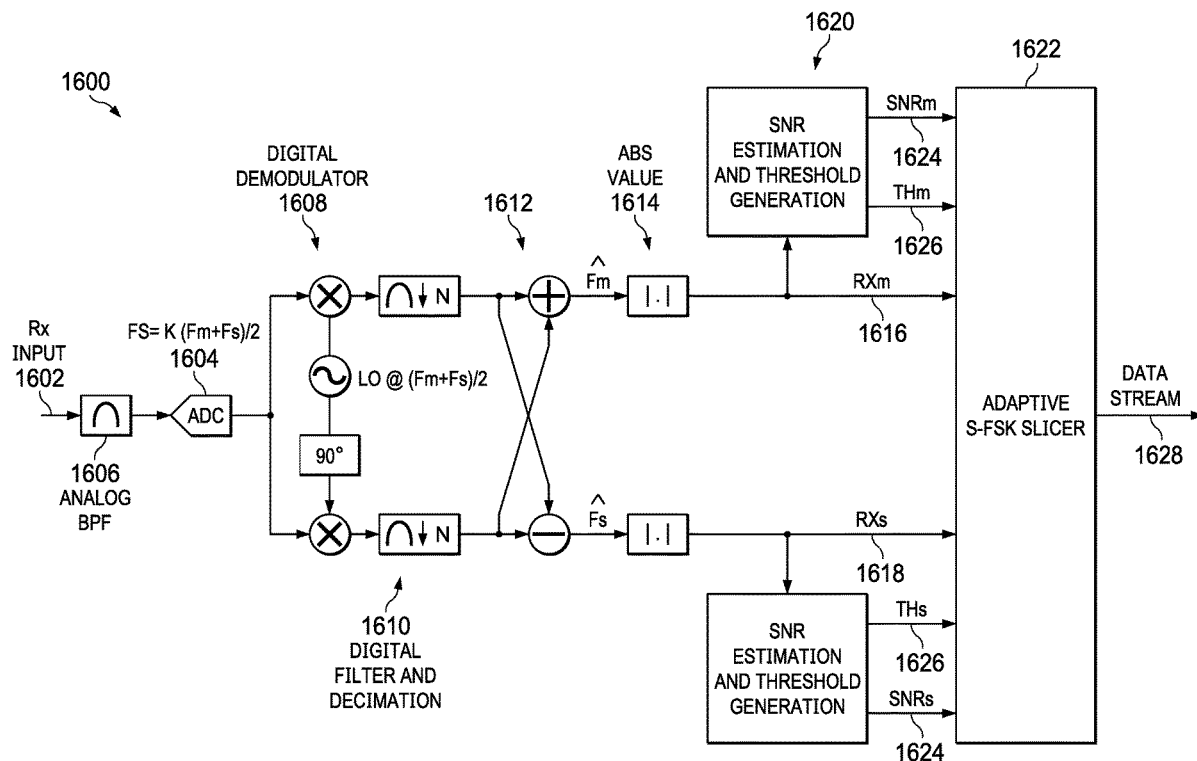 1600
1620
1622
SNR
ESTIMATION
AND THRESHOLD
GENERATION
SNRm
1624
THm
1626
DIGITAL
DEMODULATOR
1608
1612
ABS
VALUE
1614
^
Fm
|.|
RXm
1616
↓ N
Rx
INPUT
1602
FS= K (Fm+Fs)/2
1604
ADC
LO @ (Fm+Fs)/2
90°
1606
ANALOG
BPF
ADAPTIVE
S-FSK SLICER
DATA
STREAM
1628
↓ N
^
Fs
|.|
RXs
1618
1610
DIGITAL
FILTER AND
DECIMATION
SNR
ESTIMATION
AND THRESHOLD
GENERATION
THs
1626
SNRs
1624